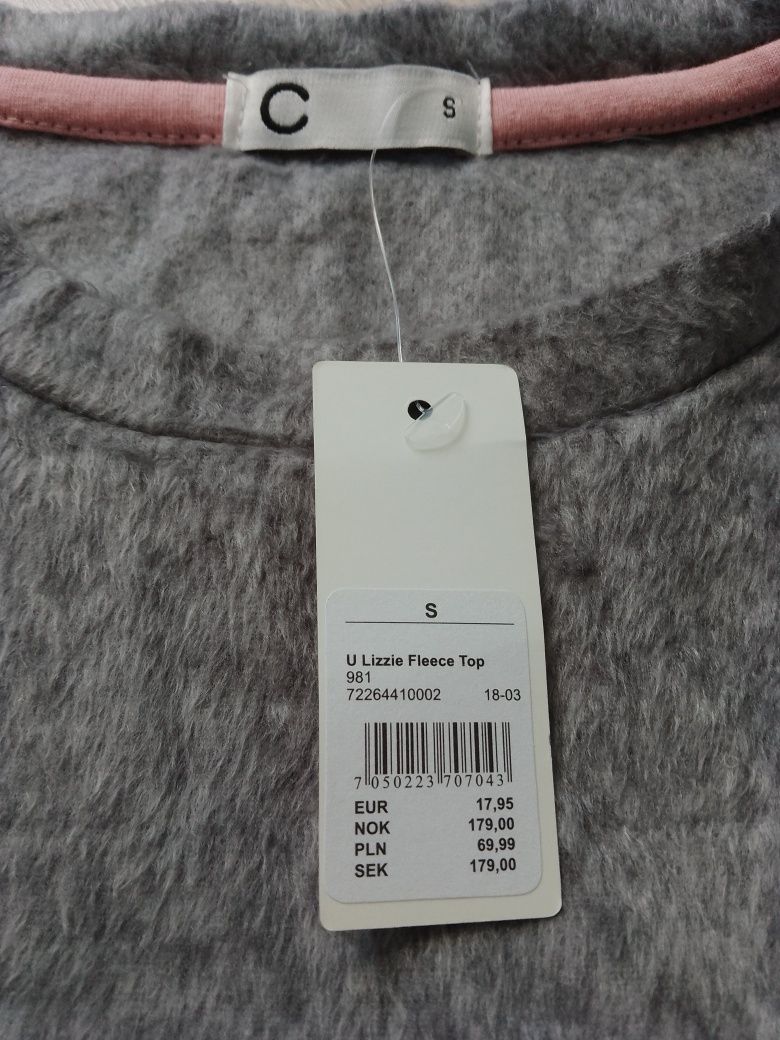 C S
S
U Lizzie Fleece Top
981
72264410002 18-03
7 050223 707043
EUR 17,95
NOK 179,00
PLN 69,99
SEK 179,00